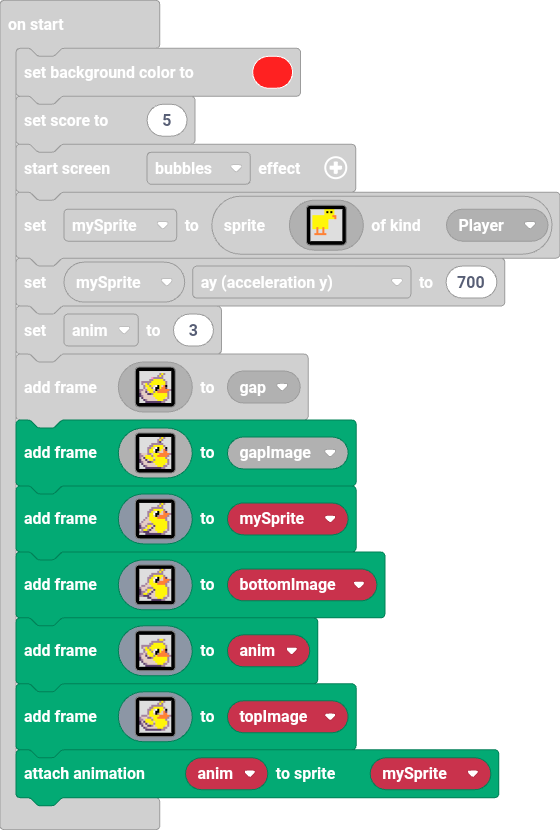 on start
set background color to
set score to 5
start screen bubbles effect
set mySprite to sprite of kind Player
set mySprite ay (acceleration y) to 700
set anim to 3
add frame to gap
add frame to gapImage
add frame to mySprite
add frame to bottomImage
add frame to anim
add frame to topImage
attach animation anim to sprite mySprite